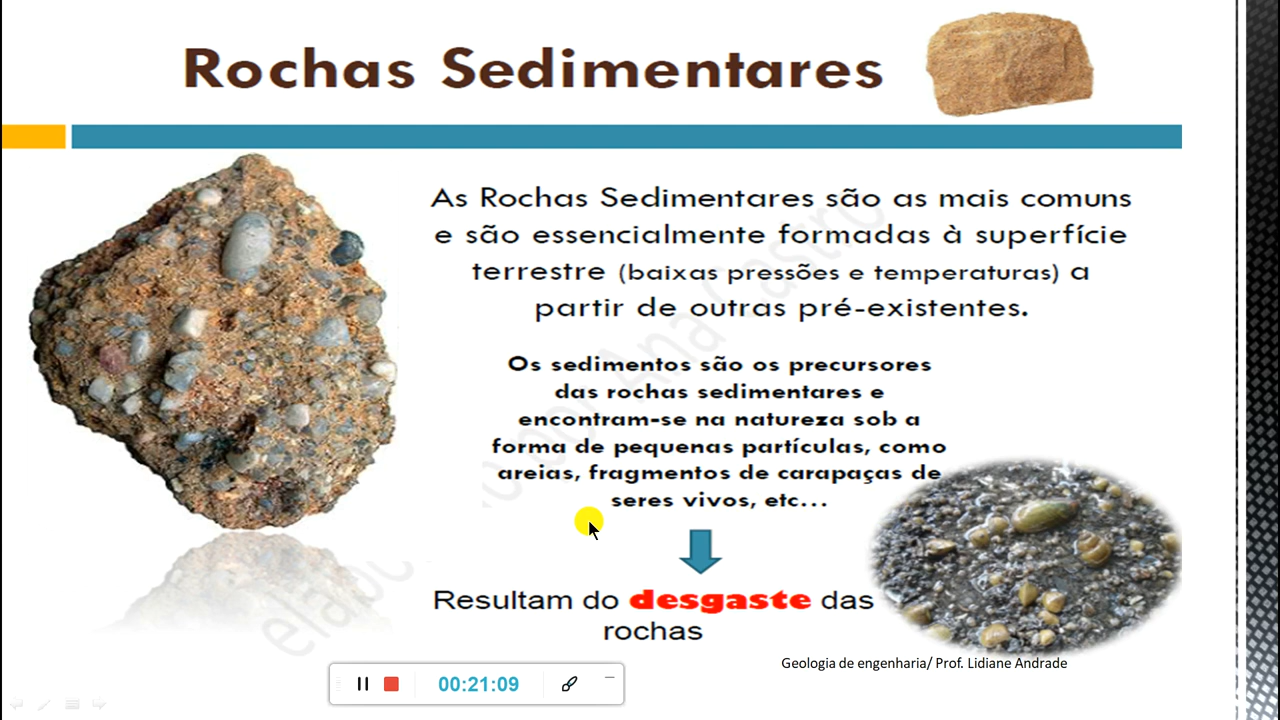 Rochas Sedimentares
As Rochas Sedimentares são as mais comuns
e são essencialmente formadas à superfície
terrestre (baixas pressões e temperaturas) a
partir de outras pré-existentes.
Os sedimentos são os precursores
das rochas sedimentares e
encontram-se na natureza sob a
forma de pequenas partículas, como
areias, fragmentos de carapaças de
seres vivos, etc...
Resultam do desgaste das
rochas
Geologia de engenharia/ Prof. Lidiane Andrade
00:21:09